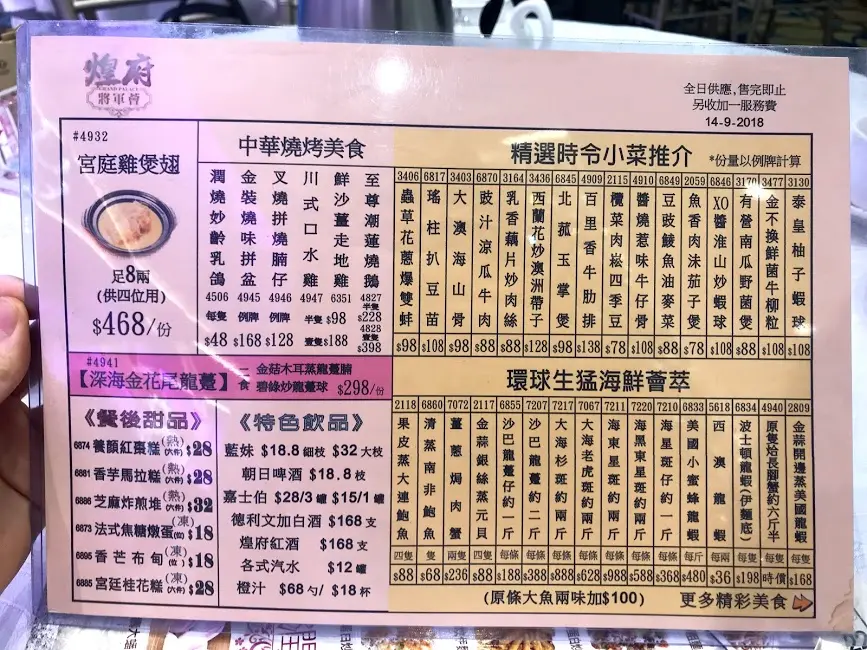 煌府
GRAND PALACE
將軍薈
全日供應,售完即止
另收加一服務費
14-9-2018
#4932
宮庭雞煲翅
足8兩
(供四位用)
$468/份
中華燒烤美食
潤燒妙齡乳鴿 4506 每隻 $48
金裝燒味拼盆 4945 例牌 $168
叉燒拼燒腩仔 4946 例牌 $128
川式口水雞 4947 半隻 $98 壹隻 $188
鮮沙薑走地雞 6351
至尊潮蓮燒鵝 4827 半隻 $228 4828 壹隻 $398
#4941
【深海金花尾龍躉】
二食 金菇木耳蒸龍躉腩
碧綠炒龍躉球 $298/份
精選時令小菜推介 *份量以例牌計算
3406 蟲草花蔥爆雙蚌 $98
6817 瑤柱扒豆苗 $108
3403 大澳海山骨 $98
6870 豉汁涼瓜牛肉 $88
3164 乳香藕片炒肉絲 $88
3436 西蘭花炒澳洲帶子 $128
6845 北菰玉掌煲 $98
4909 百里香牛肋排 $138
2115 欖菜肉崧四季豆 $78
4910 醬燒惹味牛仔骨 $108
6849 豆豉鯪魚油麥菜 $88
2059 魚香肉沫茄子煲 $78
6846 XO醬淮山炒蝦球 $108
3170 有營南瓜野菌煲 $88
3477 金不換鮮菌牛柳粒 $108
3130 泰皇柚子蝦球 $108
《餐後甜品》
6874 養顏紅棗糕(熱)(六件) $28
6881 香芋馬拉糕(熱)(六件) $28
6886 芝麻炸煎堆(熱)(六件) $32
6873 法式焦糖燉蛋(凍)(位) $18
6895 香芒布甸(凍)(位) $18
6885 宮廷桂花糕(凍)(六件) $28
《特色飲品》
藍妹 $18.8細枝 $32大枝
朝日啤酒 $18.8枝
嘉士伯 $28/3罐 $15/1罐
德利文加白酒 $168支
煌府紅酒 $168支
各式汽水 $12罐
橙汁 $68勺/ $18杯
環球生猛海鮮薈萃
2118 果皮蒸大連鮑魚 四隻 $88
6860 清蒸南非鮑魚 隻 $68
7072 薑蔥焗肉蟹 兩隻 $236
2117 金蒜銀絲蒸元貝 四隻 $88
6855 沙巴龍躉仔約一斤 每條 $188
7207 沙巴龍躉約二斤 每條 $388
7217 大海杉斑約兩斤 每條 $888
7067 大海老虎斑約兩斤 每條 $628
7211 海東星斑約兩斤 每條 $988
7220 海黑東星斑約兩斤 每條 $588
7210 海星斑仔約一斤 每條 $368
6833 美國小蜜蜂龍蝦 每斤 $480
5618 西澳龍蝦 每兩 $36
6834 波士頓龍蝦(伊麵底) 每隻 $198
4940 原隻拾長腳蟹約六斤半 每隻 時價
2809 金蒜開邊蒸美國龍蝦 每隻 $168
(原條大魚兩味加$100)
更多精彩美食